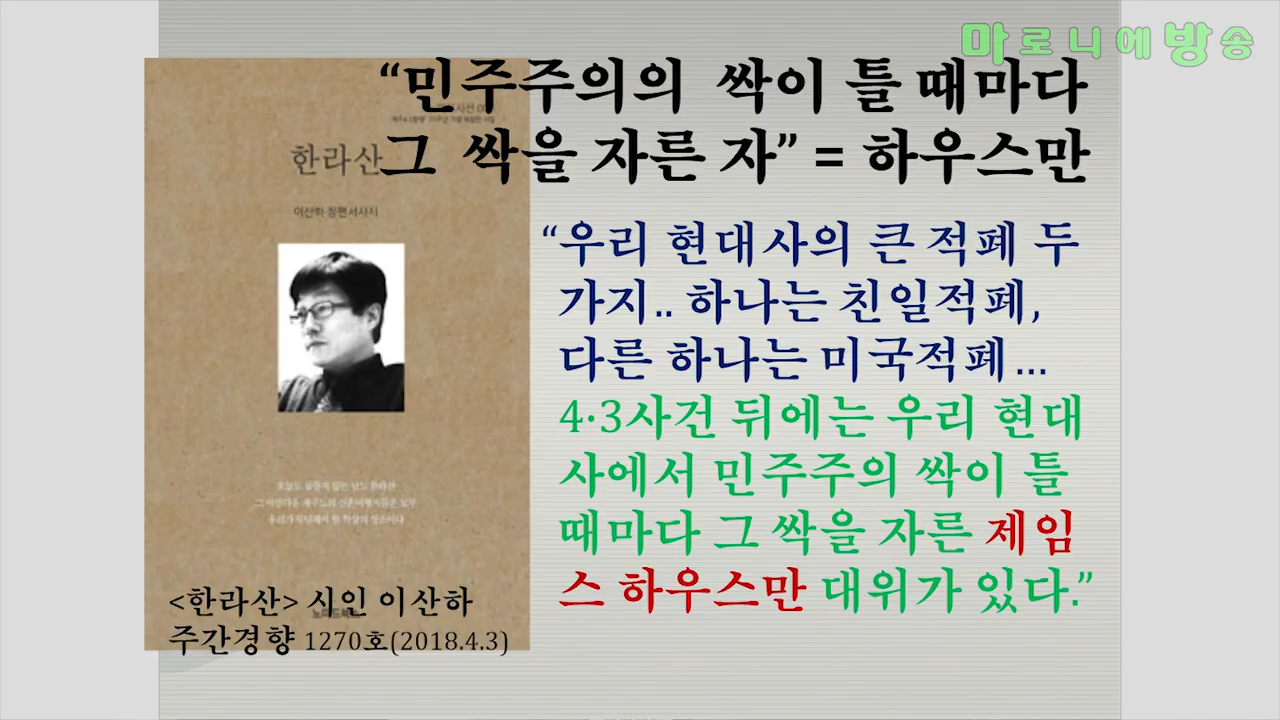 마로니에방송
“민주주의의 싹이 틀 때마다
그 싹을 자른 자” = 하우스만
한라산
이산하 장편서사시
“우리 현대사의 큰 적폐 두
가지.. 하나는 친일적폐,
다른 하나는 미국적폐...
4·3사건 뒤에는 우리 현대
사에서 민주주의 싹이 틀
때마다 그 싹을 자른 제임
스 하우스만 대위가 있다.”
<한라산> 시인 이산하
노마드북스
주간경향 1270호(2018.4.3)